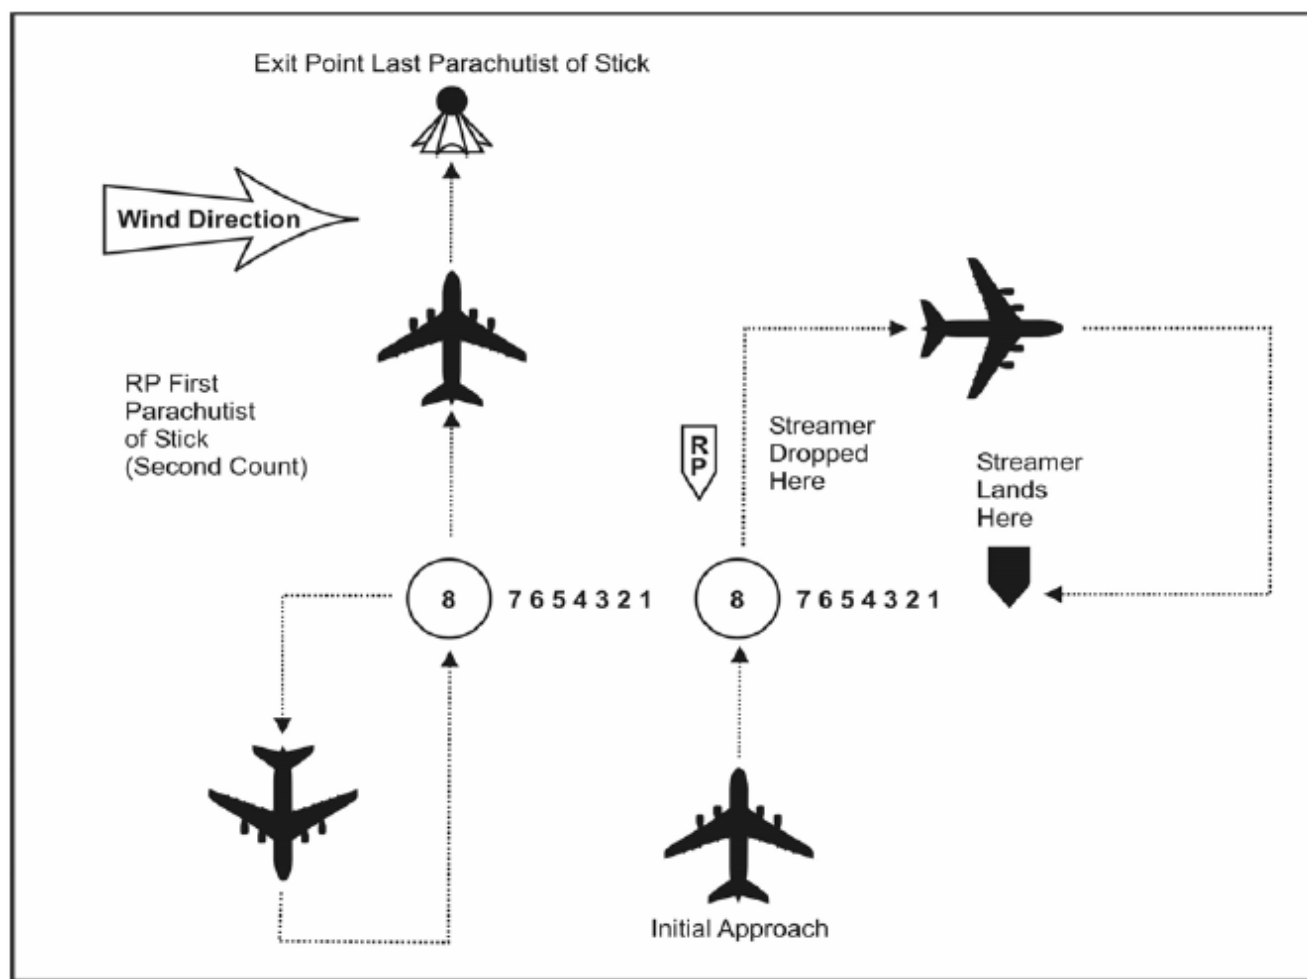 Exit Point Last Parachutist of Stick
Wind Direction
RP First
Parachutist
of Stick
(Second Count)
R
P
Streamer
Dropped
Here
Streamer
Lands
Here
8 7 6 5 4 3 2 1 8 7 6 5 4 3 2 1
Initial Approach